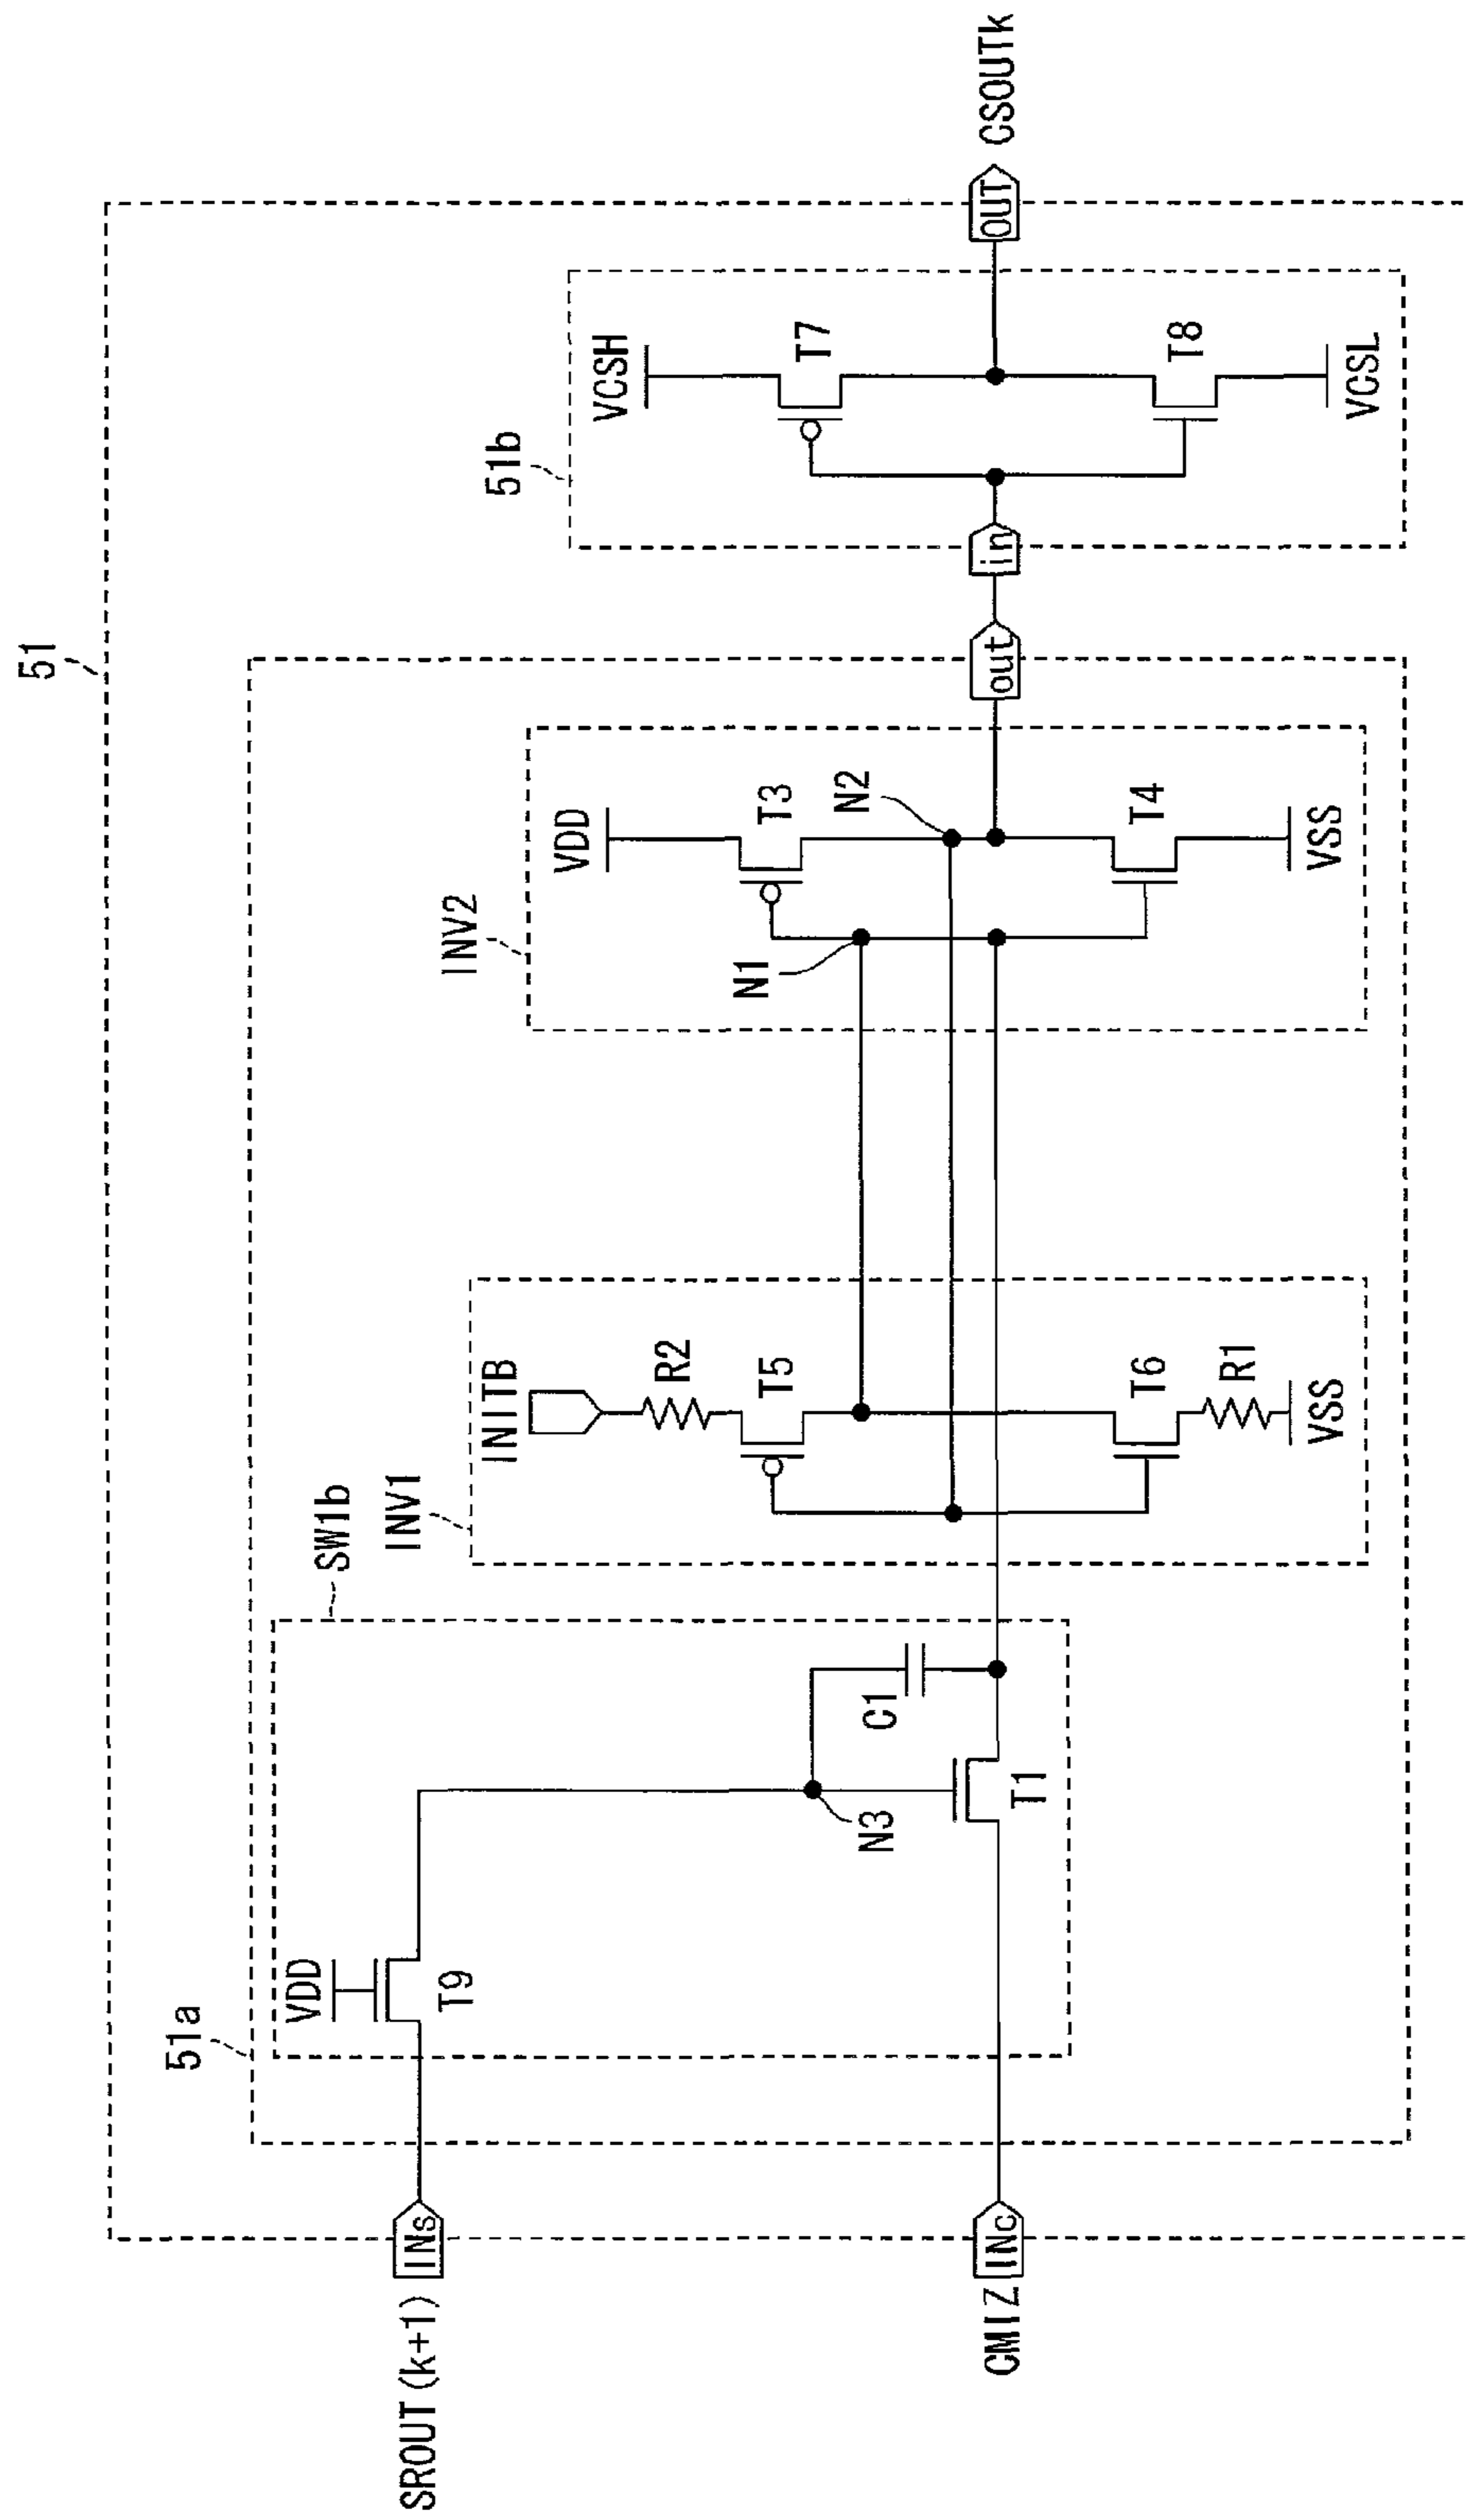 51
51a
SW1b
INV1
INV2
51b
VDD
T9
N3
C1
T1
INITB
R2
T5
T6
R1
VSS
VDD
T3
N1
N2
T4
VSS
out
in
VCSH
T7
T8
VCSL
OUT
CSOUTk
SROUT(k+1)
INs
CMIZ
INc